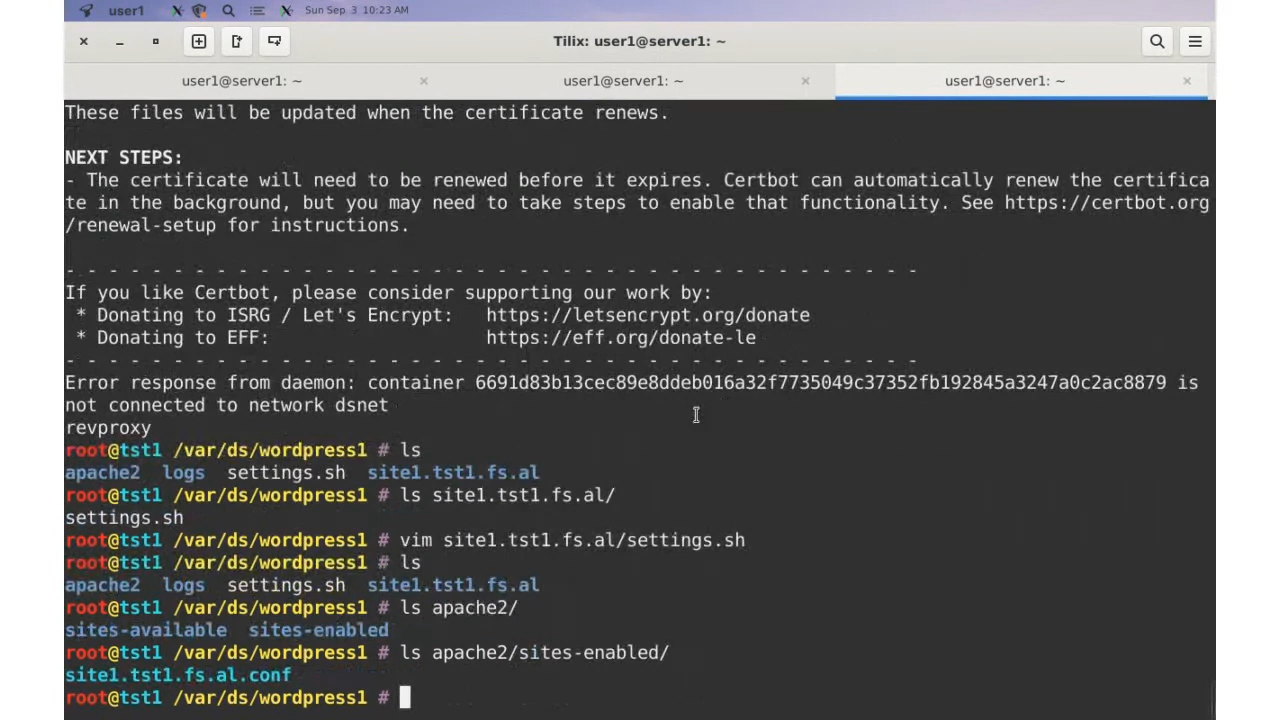 user1 Sun Sep 3 10:23 AM
Tilix: user1@server1: ~
user1@server1: ~ user1@server1: ~ user1@server1: ~
These files will be updated when the certificate renews.
NEXT STEPS:
- The certificate will need to be renewed before it expires. Certbot can automatically renew the certifica
te in the background, but you may need to take steps to enable that functionality. See https://certbot.org
/renewal-setup for instructions.
- - - - - - - - - - - - - - - - - - - - - - - - - - - - - - - - - - - - - - - -
If you like Certbot, please consider supporting our work by:
* Donating to ISRG / Let's Encrypt: https://letsencrypt.org/donate
* Donating to EFF: https://eff.org/donate-le
- - - - - - - - - - - - - - - - - - - - - - - - - - - - - - - - - - - - - - - -
Error response from daemon: container 6691d83b13cec89e8ddeb016a32f7735049c37352fb192845a3247a0c2ac8879 is
not connected to network dsnet
revproxy
root@tst1 /var/ds/wordpress1 # ls
apache2 logs settings.sh site1.tst1.fs.al
root@tst1 /var/ds/wordpress1 # ls site1.tst1.fs.al/
settings.sh
root@tst1 /var/ds/wordpress1 # vim site1.tst1.fs.al/settings.sh
root@tst1 /var/ds/wordpress1 # ls
apache2 logs settings.sh site1.tst1.fs.al
root@tst1 /var/ds/wordpress1 # ls apache2/
sites-available sites-enabled
root@tst1 /var/ds/wordpress1 # ls apache2/sites-enabled/
site1.tst1.fs.al.conf
root@tst1 /var/ds/wordpress1 #